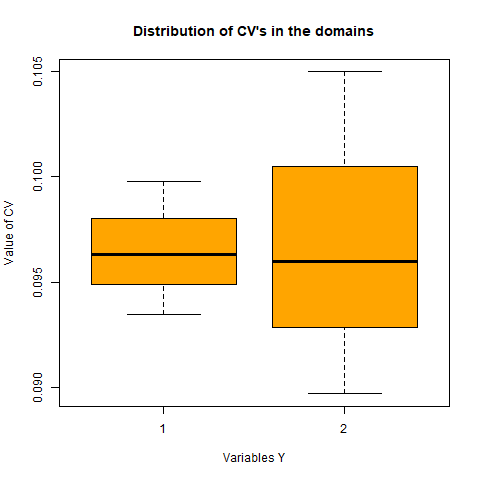 Distribution of CV's in the domains
Value of CV
0.105
0.100
0.095
0.090
1 2
Variables Y